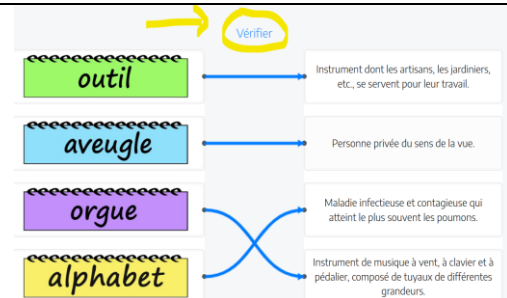 Vérifier
outil
Instrument dont les artisans, les jardiniers,
etc., se servent pour leur travail.
aveugle
Personne privée du sens de la vue.
orgue
Maladie infectieuse et contagieuse qui
atteint le plus souvent les poumons.
alphabet
Instrument de musique à vent, à clavier et à
pédalier, composé de tuyaux de différentes
grandeurs.